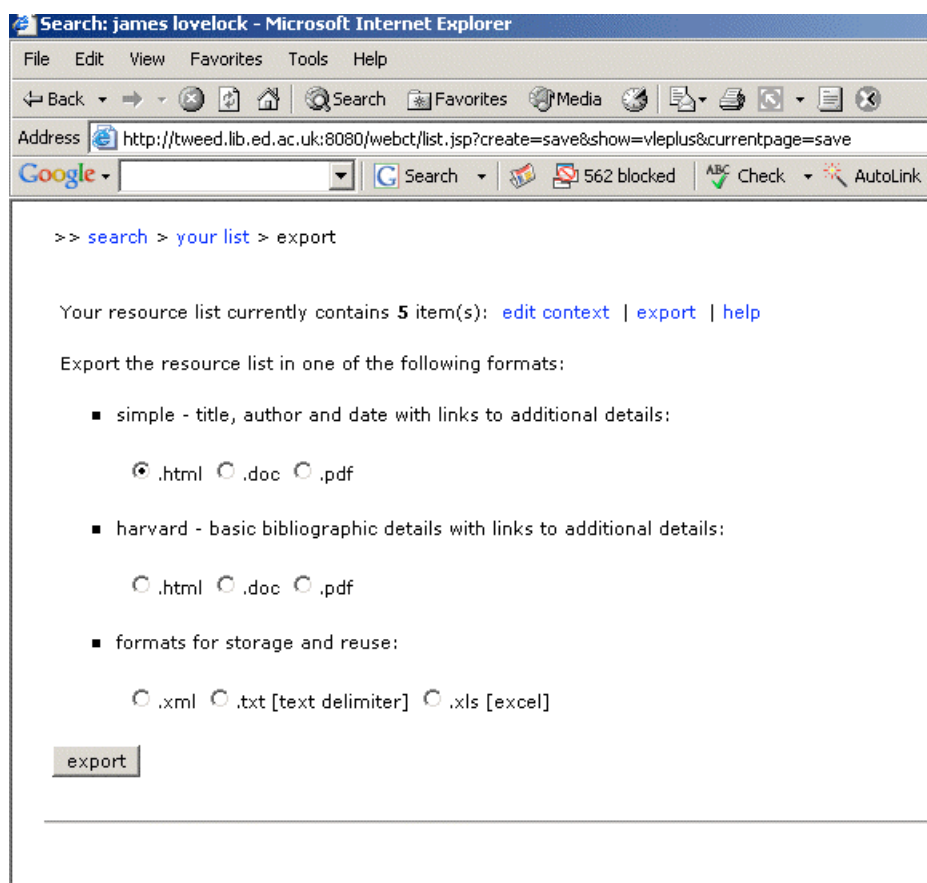 Search: james lovelock - Microsoft Internet Explorer
File Edit View Favorites Tools Help
Back Search Favorites Media
Address http://tweed.lib.ed.ac.uk:8080/webct/list.jsp?create=save&show=vleplus&currentpage=save
Google G Search 562 blocked ABC Check AutoLink
>> search > your list > export
Your resource list currently contains 5 item(s): edit context | export | help
Export the resource list in one of the following formats:
simple - title, author and date with links to additional details:
.html .doc .pdf
harvard - basic bibliographic details with links to additional details:
.html .doc .pdf
formats for storage and reuse:
.xml .txt [text delimiter] .xls [excel]
export